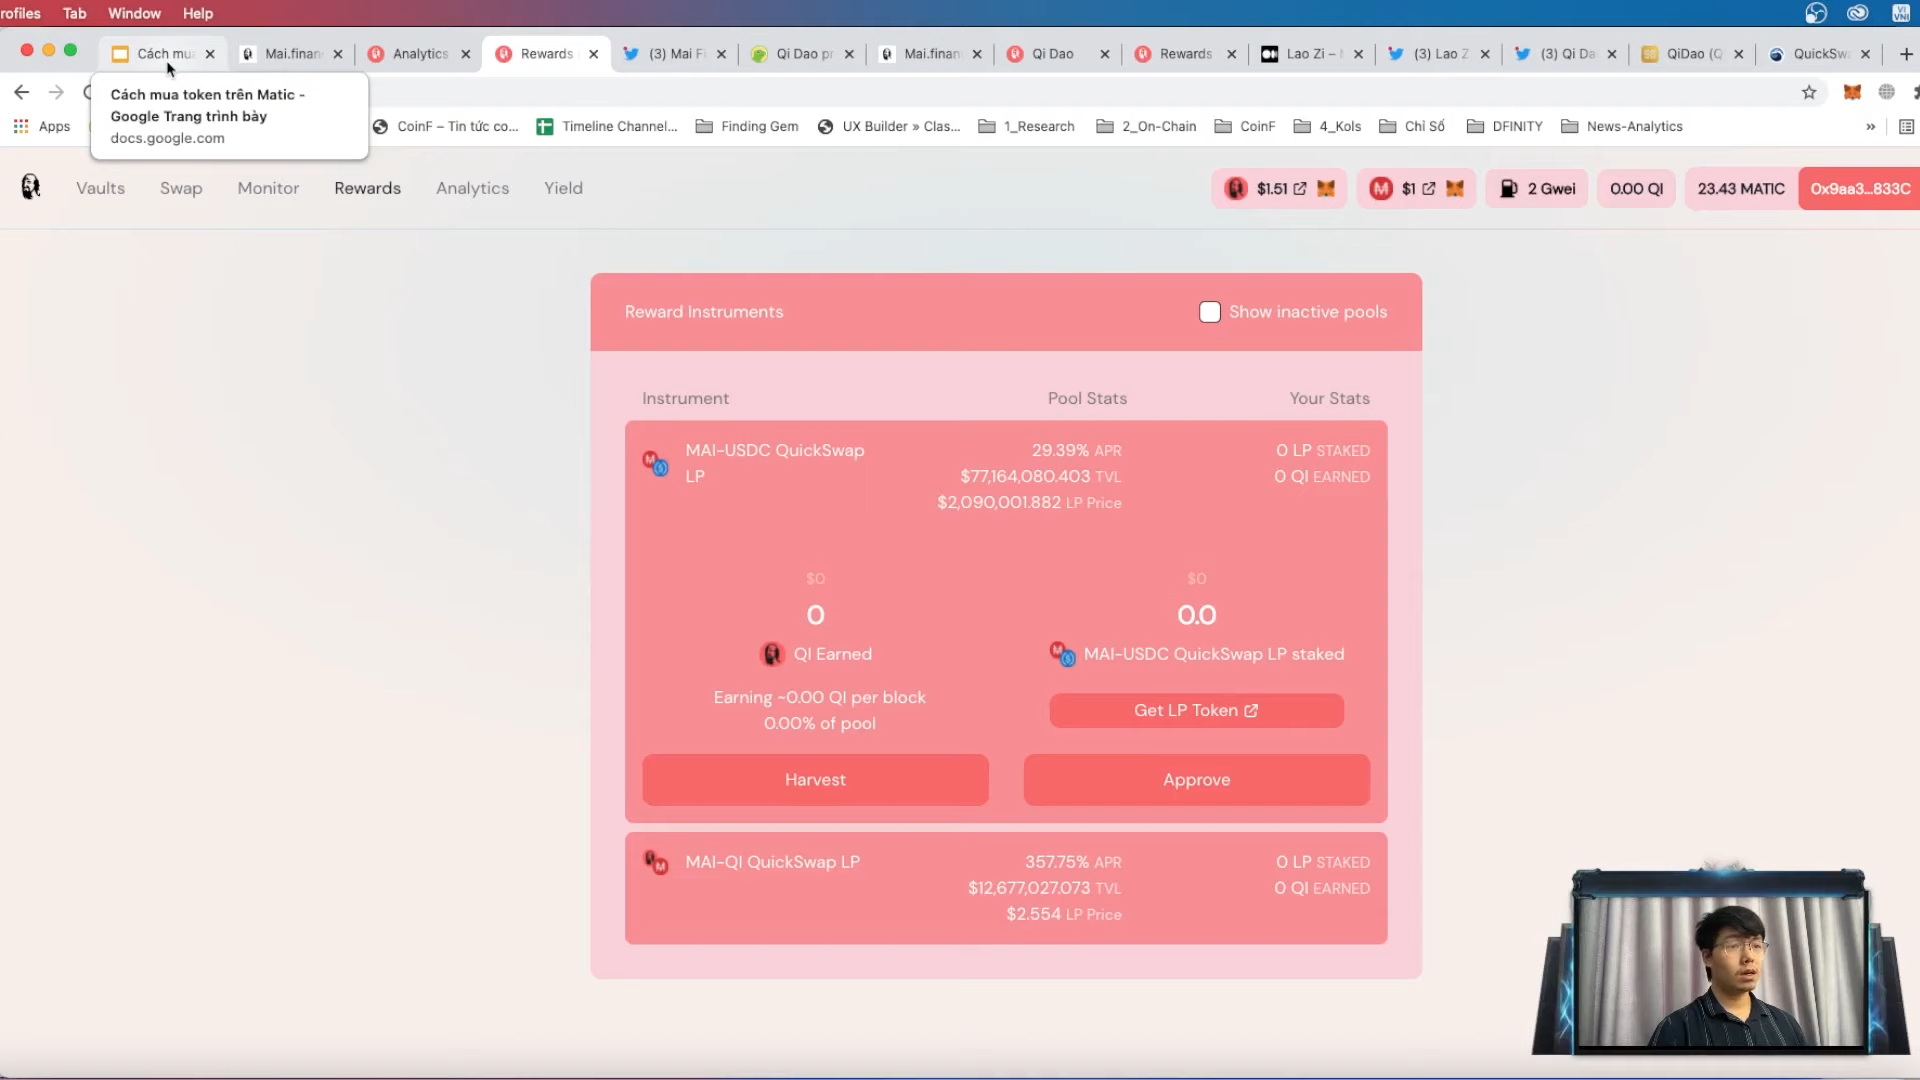 rofiles Tab Window Help
Cách mu
Mai.finan
Analytics
Rewards
(3) Mai Fi
Qi Dao pr
Mai.finan
Qi Dao
Rewards
Lao Zi –
(3) Lao Z
(3) Qi Da
QiDao (Q
QuickSw
Cách mua token trên Matic -
Google Trang trình bày
docs.google.com
Apps
CoinF – Tin tức co...
Timeline Channel...
Finding Gem
UX Builder » Clas...
1_Research
2_On-Chain
CoinF
4_Kols
Chỉ Số
DFINITY
News-Analytics
»
Vaults
Swap
Monitor
Rewards
Analytics
Yield
$1.51
$1
2 Gwei
0.00 QI
23.43 MATIC
0x9aa3...833C
Reward Instruments
Show inactive pools
Instrument
Pool Stats
Your Stats
MAI-USDC QuickSwap
LP
29.39% APR
$77,164,080.403 TVL
$2,090,001.882 LP Price
0 LP STAKED
0 QI EARNED
$0
0
QI Earned
Earning ~0.00 QI per block
0.00% of pool
Harvest
$0
0.0
MAI-USDC QuickSwap LP staked
Get LP Token
Approve
MAI-QI QuickSwap LP
357.75% APR
$12,677,027.073 TVL
$2.554 LP Price
0 LP STAKED
0 QI EARNED